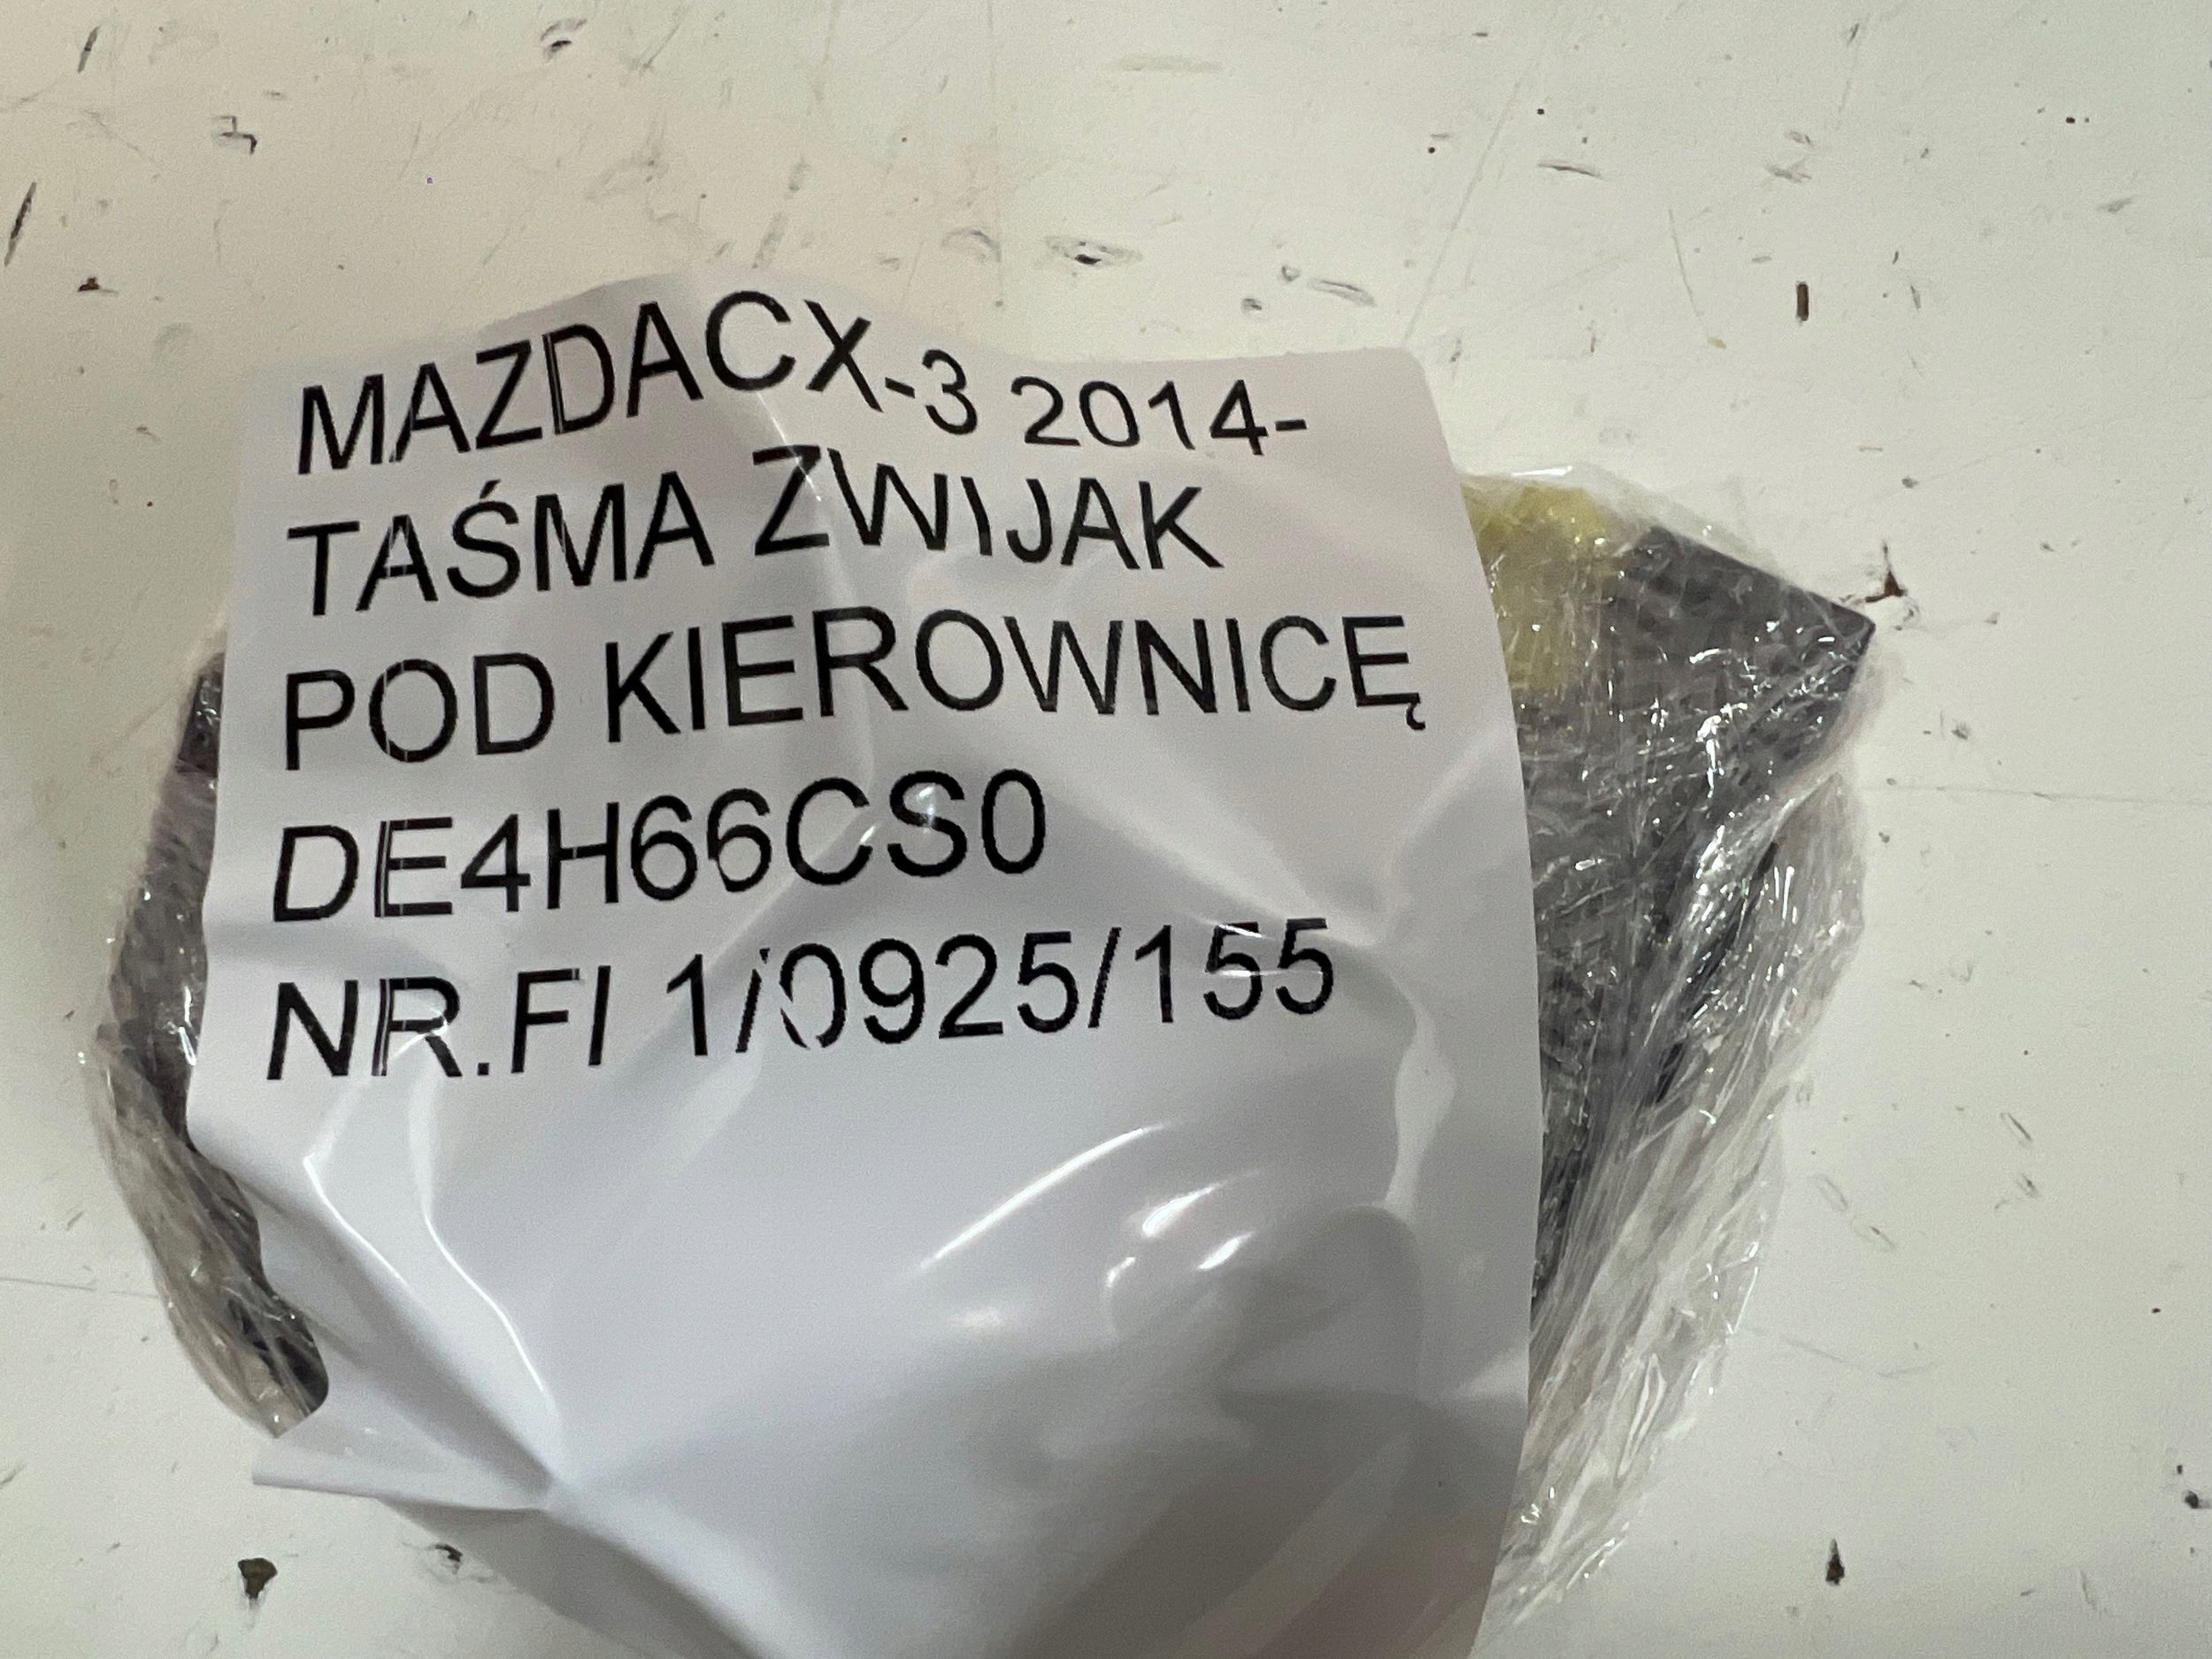 MAZDACX-3 2014-
TAŚMA ZWIJAK
POD KIEROWNICĘ
DE4H66CS0
NR.FI 1/0925/155